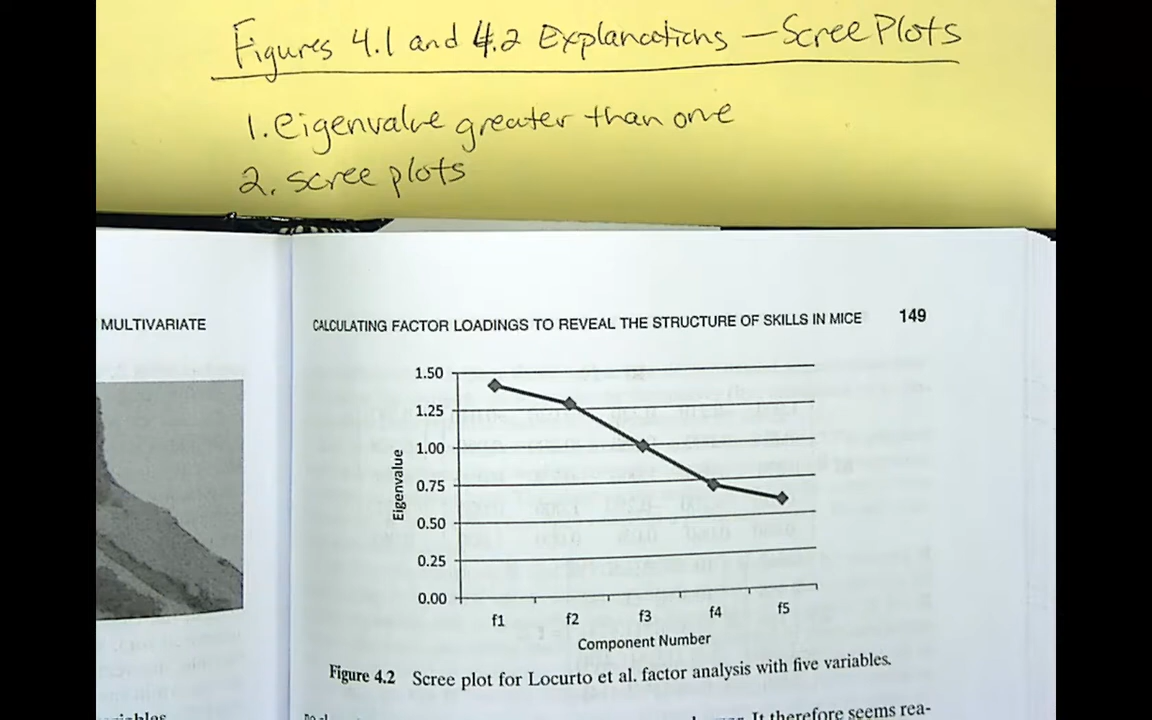 Figures 4.1 and 4.2 Explanations — Scree Plots
1. eigenvalue greater than one
2. scree plots
MULTIVARIATE
CALCULATING FACTOR LOADINGS TO REVEAL THE STRUCTURE OF SKILLS IN MICE 149
1.50
1.25
1.00
0.75
0.50
0.25
0.00
Eigenvalue
f1 f2 f3 f4 f5
Component Number
Figure 4.2 Scree plot for Locurto et al. factor analysis with five variables.
It therefore seems rea-